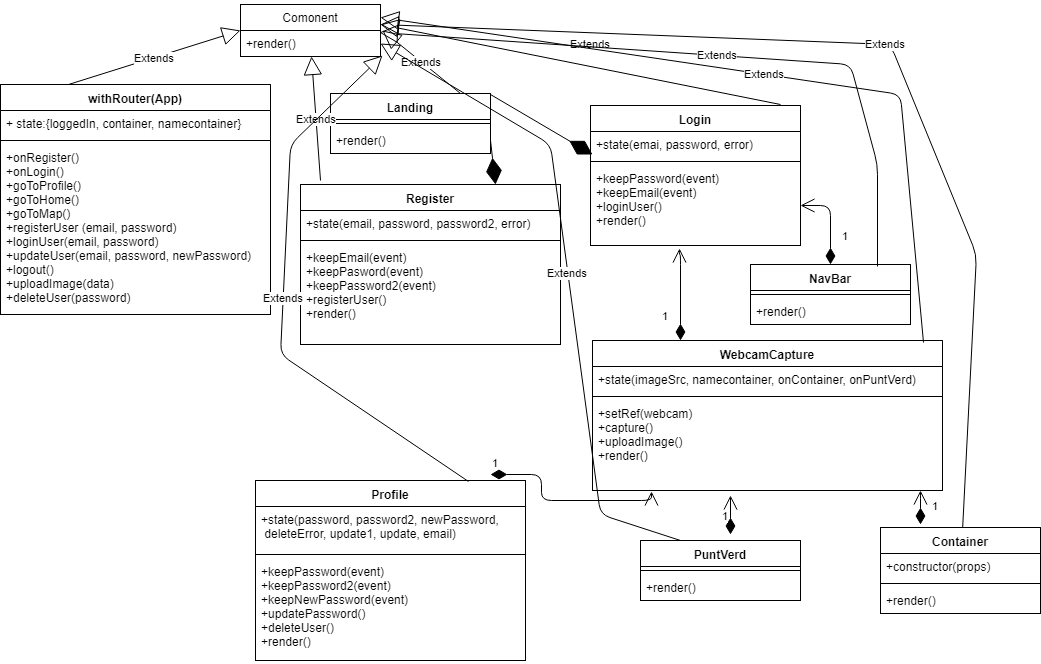 Comonent
+render()
Extends
Extends
Extends
Extends
Extends
Extends
Extends
Extends
Extends
withRouter(App)
+ state:{loggedIn, container, namecontainer}
+onRegister()
+onLogin()
+goToProfile()
+goToHome()
+goToMap()
+registerUser (email, password)
+loginUser(email, password)
+updateUser(email, password, newPassword)
+logout()
+uploadImage(data)
+deleteUser(password)
Landing
+render()
Login
+state(emai, password, error)
+keepPassword(event)
+keepEmail(event)
+loginUser()
+render()
Register
+state(email, password, password2, error)
+keepEmail(event)
+keepPasword(event)
+keepPassword2(event)
+registerUser()
+render()
1
NavBar
+render()
1
WebcamCapture
+state(imageSrc, namecontainer, onContainer, onPuntVerd)
+setRef(webcam)
+capture()
+uploadImage()
+render()
1
Profile
+state(password, password2, newPassword,
deleteError, update1, update, email)
+keepPassword(event)
+keepPassword2(event)
+keepNewPassword(event)
+updatePassword()
+deleteUser()
+render()
1
PuntVerd
+render()
1
Container
+constructor(props)
+render()